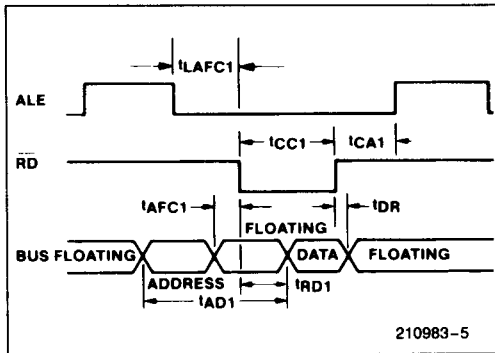 tLAFC1
ALE
tCC1
tCA1
RD
tAFC1
tDR
FLOATING
BUS FLOATING
DATA
FLOATING
ADDRESS
tRD1
tAD1
210983-5